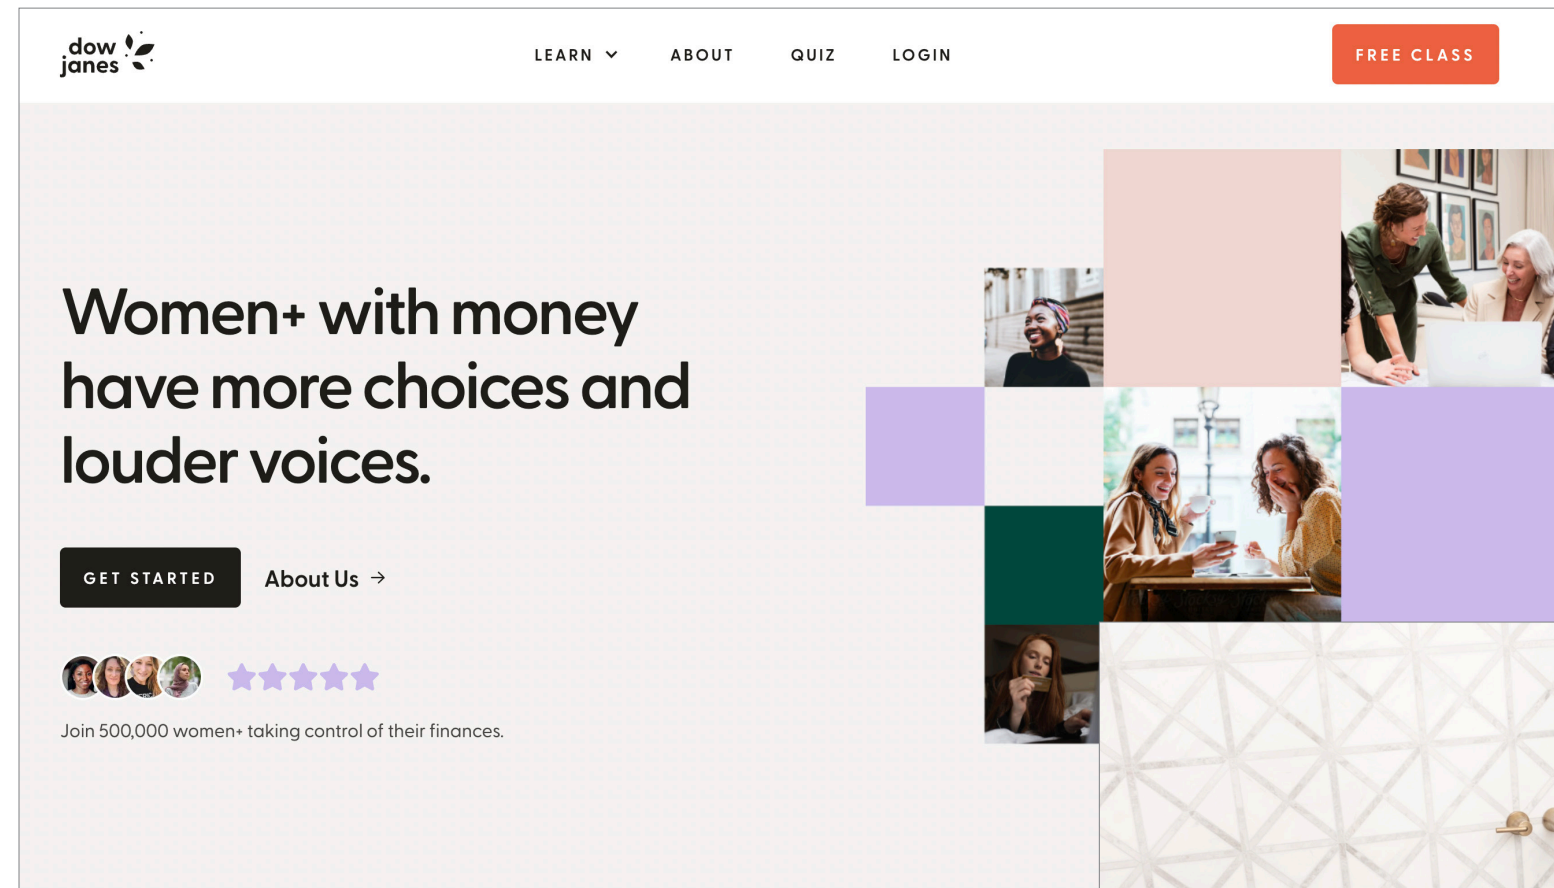 dow
janes
LEARN
ABOUT
QUIZ
LOGIN
FREE CLASS
Women+ with money
have more choices and
louder voices.
GET STARTED
About Us →
Join 500,000 women+ taking control of their finances.